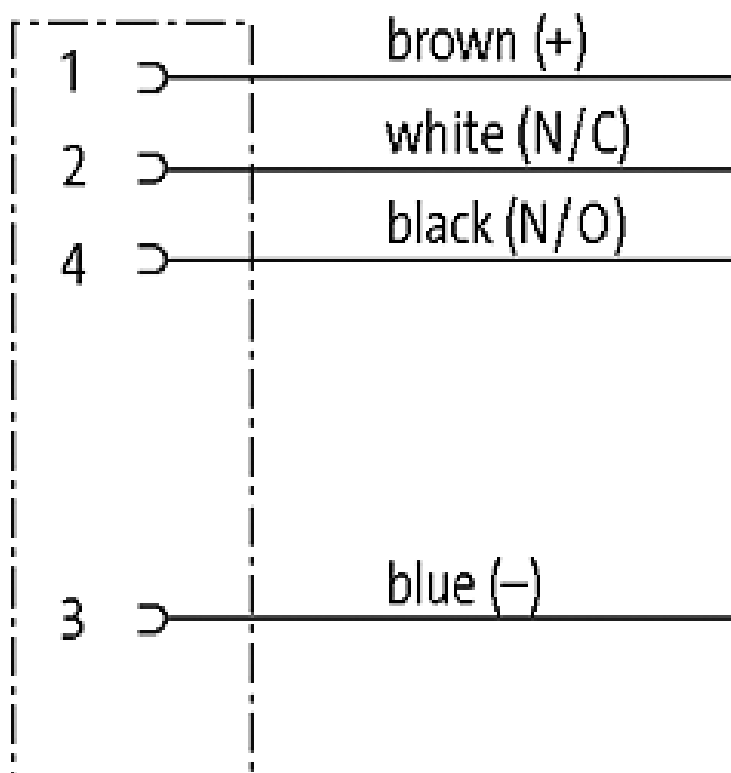 1 brown (+)
2 white (N/C)
4 black (N/O)
3 blue (–)